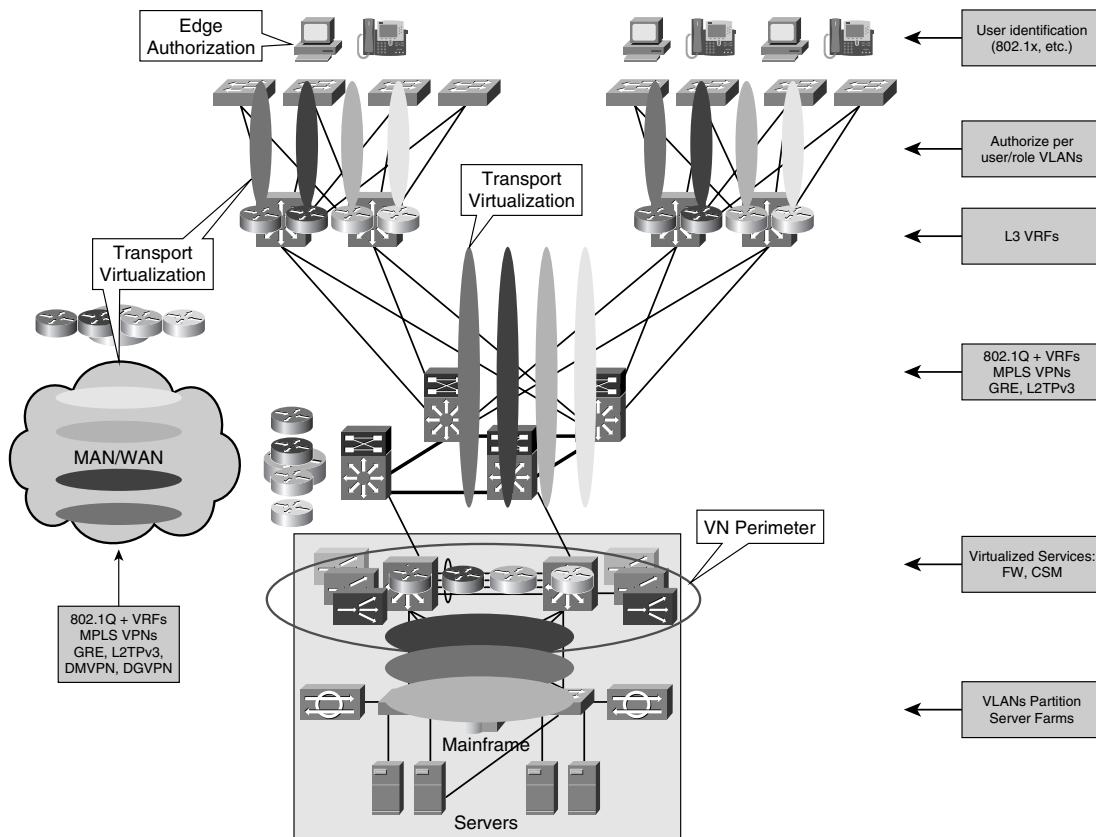 Edge
Authorization
User identification
(802.1x, etc.)
Authorize per
user/role VLANs
Transport
Virtualization
L3 VRFs
Transport
Virtualization
802.1Q + VRFs
MPLS VPNs
GRE, L2TPv3
MAN/WAN
VN Perimeter
Virtualized Services:
FW, CSM
802.1Q + VRFs
MPLS VPNs
GRE, L2TPv3,
DMVPN, DGVPN
VLANs Partition
Server Farms
Mainframe
Servers